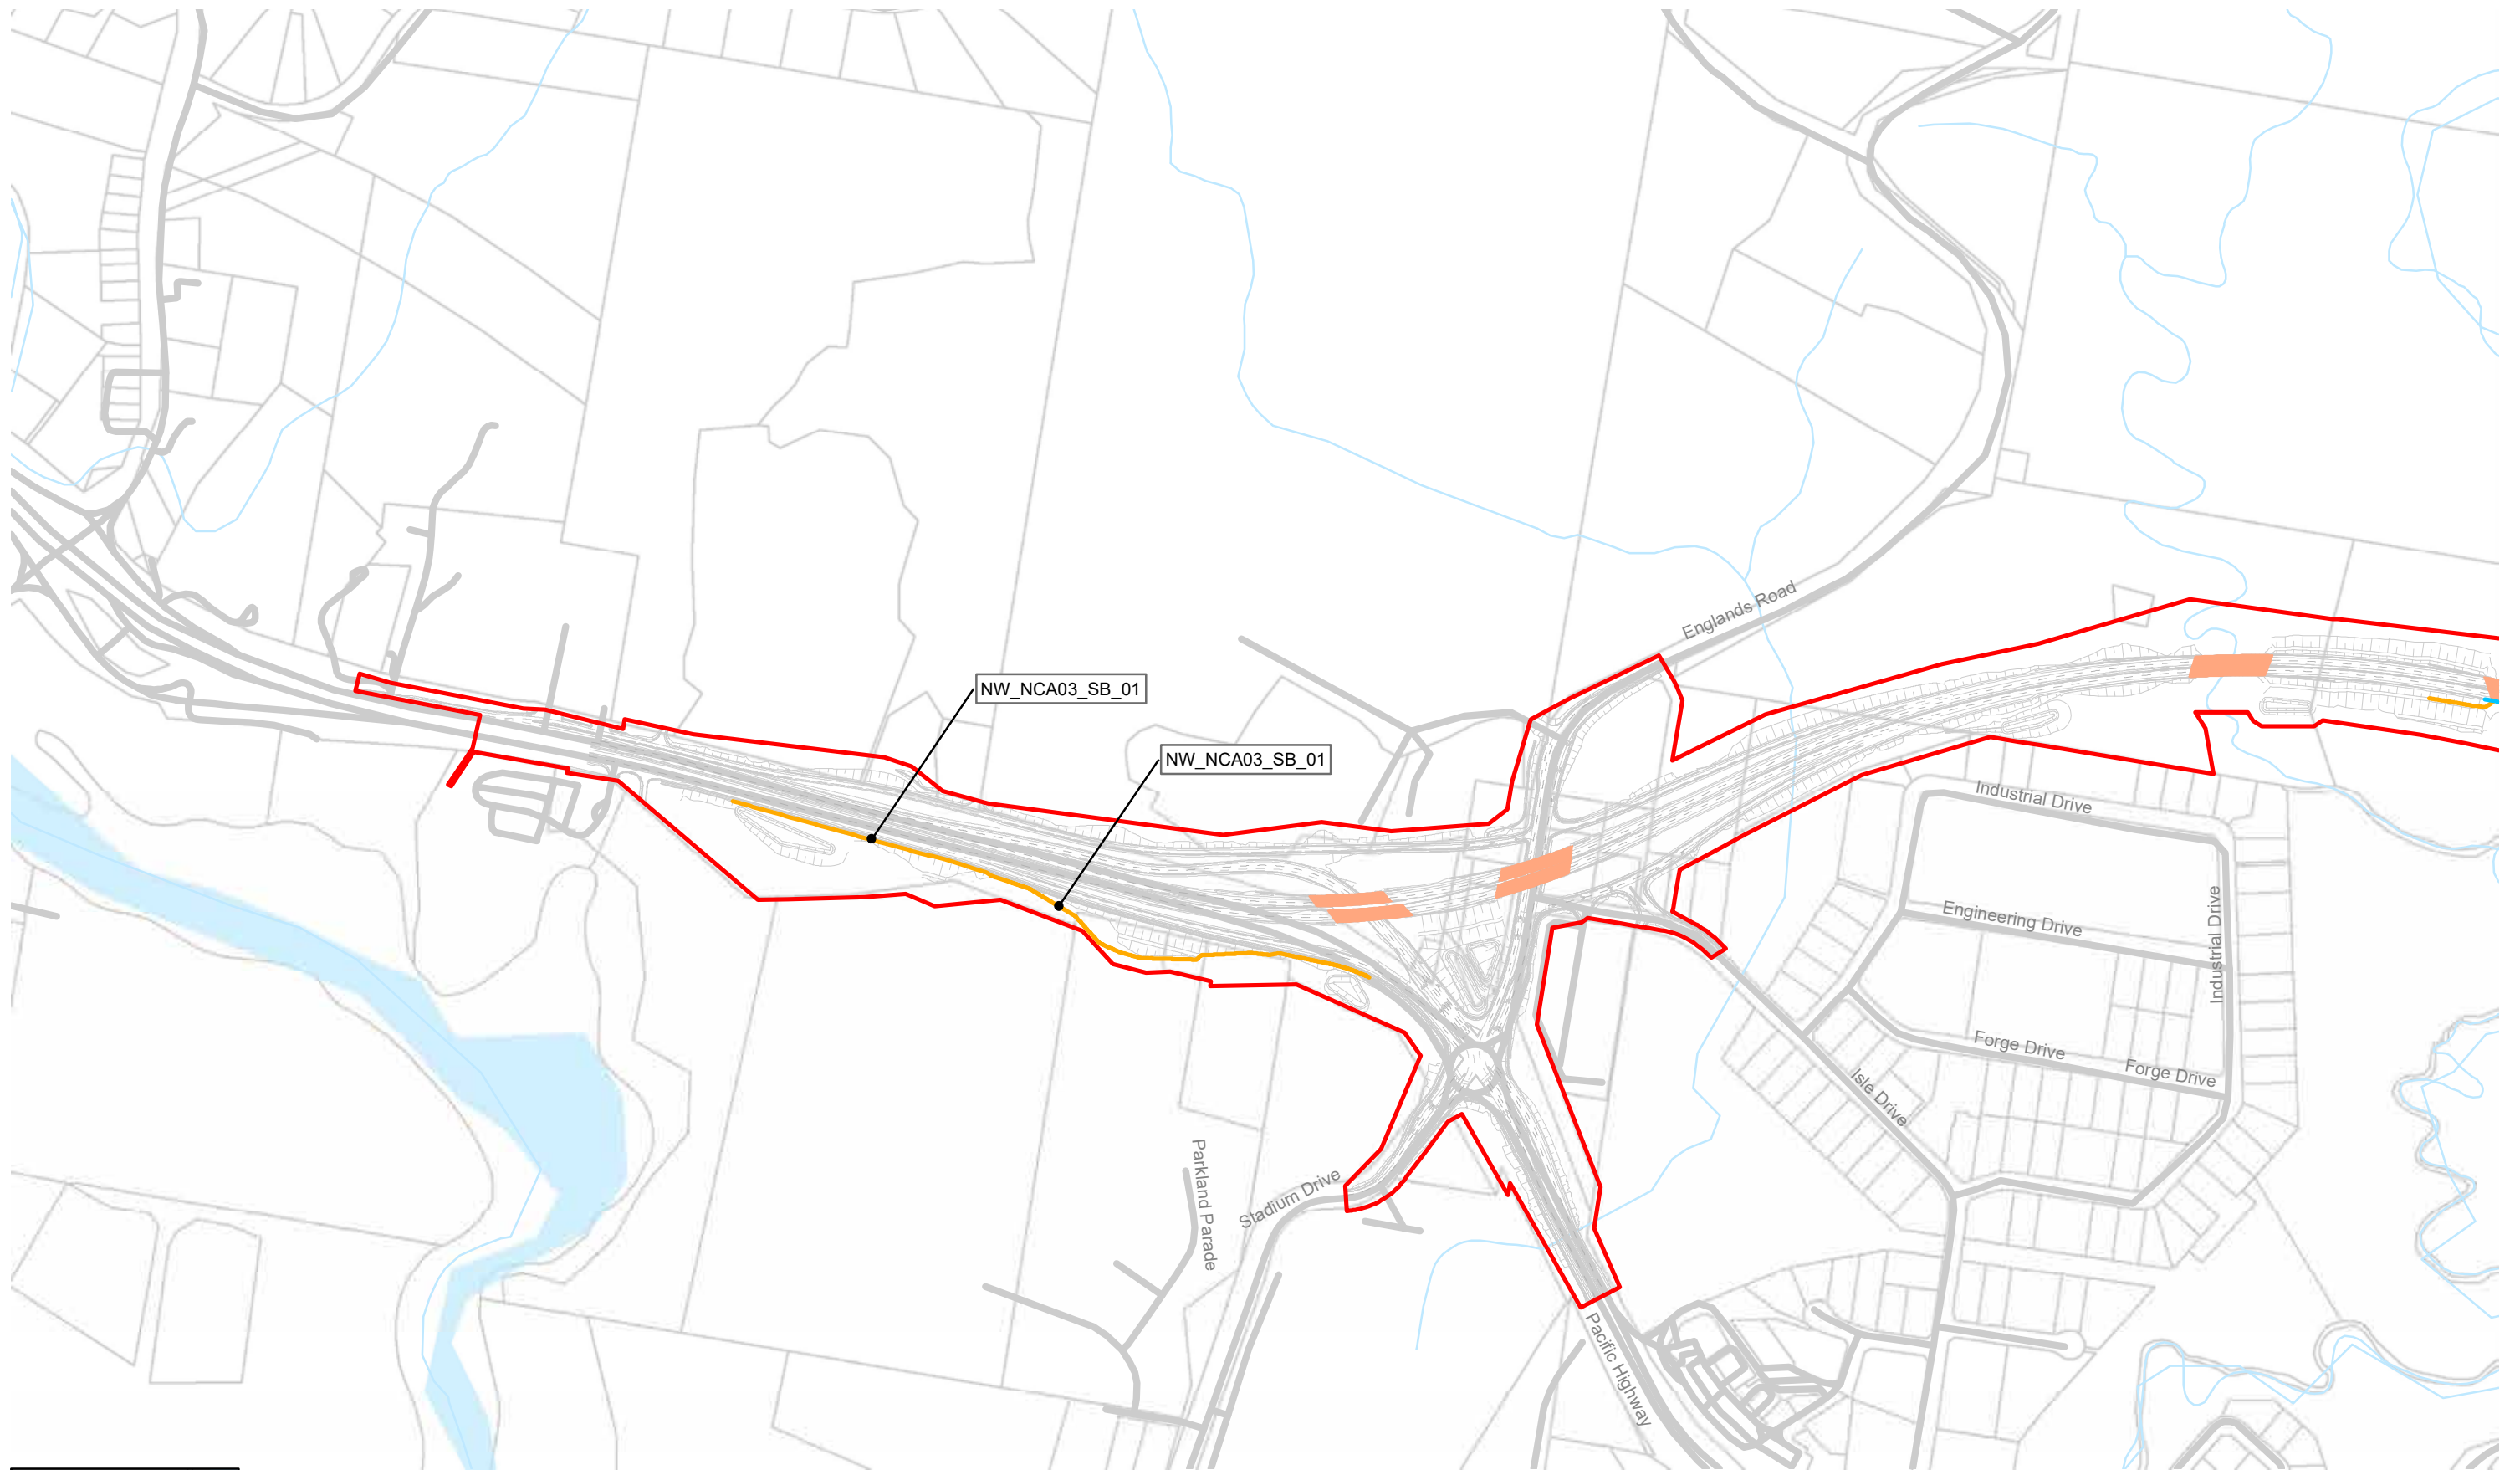 Englands Road
NW_NCA03_SB_01
NW_NCA03_SB_01
Industrial Drive
Engineering Drive
Industrial Drive
Forge Drive
Forge Drive
Isle Drive
Parkland Parade
Stadium Drive
Pacific Highway